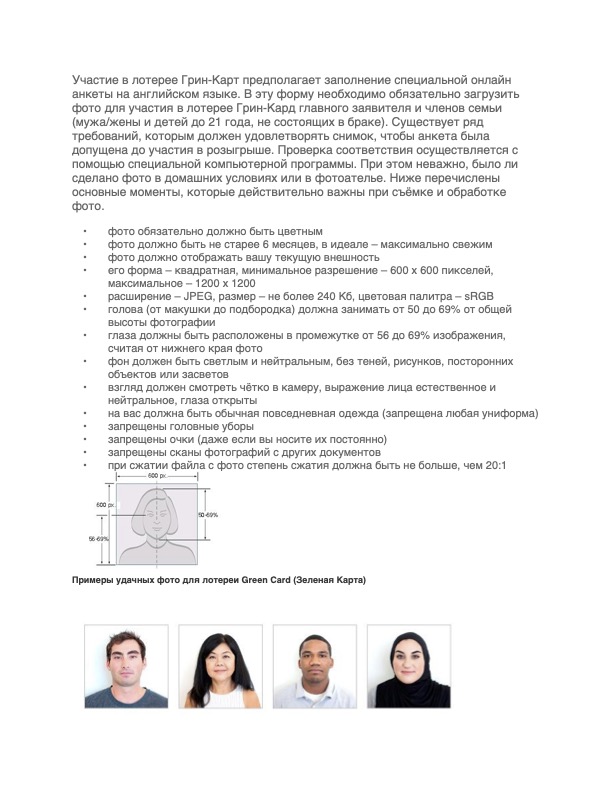 Участие в лотерее Грин-Карт предполагает заполнение специальной онлайн
анкеты на английском языке. В эту форму необходимо обязательно загрузить
фото для участия в лотерее Грин-Кард главного заявителя и членов семьи
(мужа/жены и детей до 21 года, не состоящих в браке). Существует ряд
требований, которым должен удовлетворять снимок, чтобы анкета была
допущена до участия в розыгрыше. Проверка соответствия осуществляется с
помощью специальной компьютерной программы. При этом неважно, было ли
сделано фото в домашних условиях или в фотоателье. Ниже перечислены
основные моменты, которые действительно важны при съёмке и обработке
фото.
• фото обязательно должно быть цветным
• фото должно быть не старее 6 месяцев, в идеале – максимально свежим
• фото должно отображать вашу текущую внешность
• его форма – квадратная, минимальное разрешение – 600 x 600 пикселей,
максимальное – 1200 x 1200
• расширение – JPEG, размер – не более 240 Кб, цветовая палитра – sRGB
• голова (от макушки до подбородка) должна занимать от 50 до 69% от общей
высоты фотографии
• глаза должны быть расположены в промежутке от 56 до 69% изображения,
считая от нижнего края фото
• фон должен быть светлым и нейтральным, без теней, рисунков, посторонних
объектов или засветов
• взгляд должен смотреть чётко в камеру, выражение лица естественное и
нейтральное, глаза открыты
• на вас должна быть обычная повседневная одежда (запрещена любая униформа)
• запрещены головные уборы
• запрещены очки (даже если вы носите их постоянно)
• запрещены сканы фотографий с других документов
• при сжатии файла с фото степень сжатия должна быть не больше, чем 20:1
600 px.
600 px.
50-69%
56-69%
Примеры удачных фото для лотереи Green Card (Зеленая Карта)